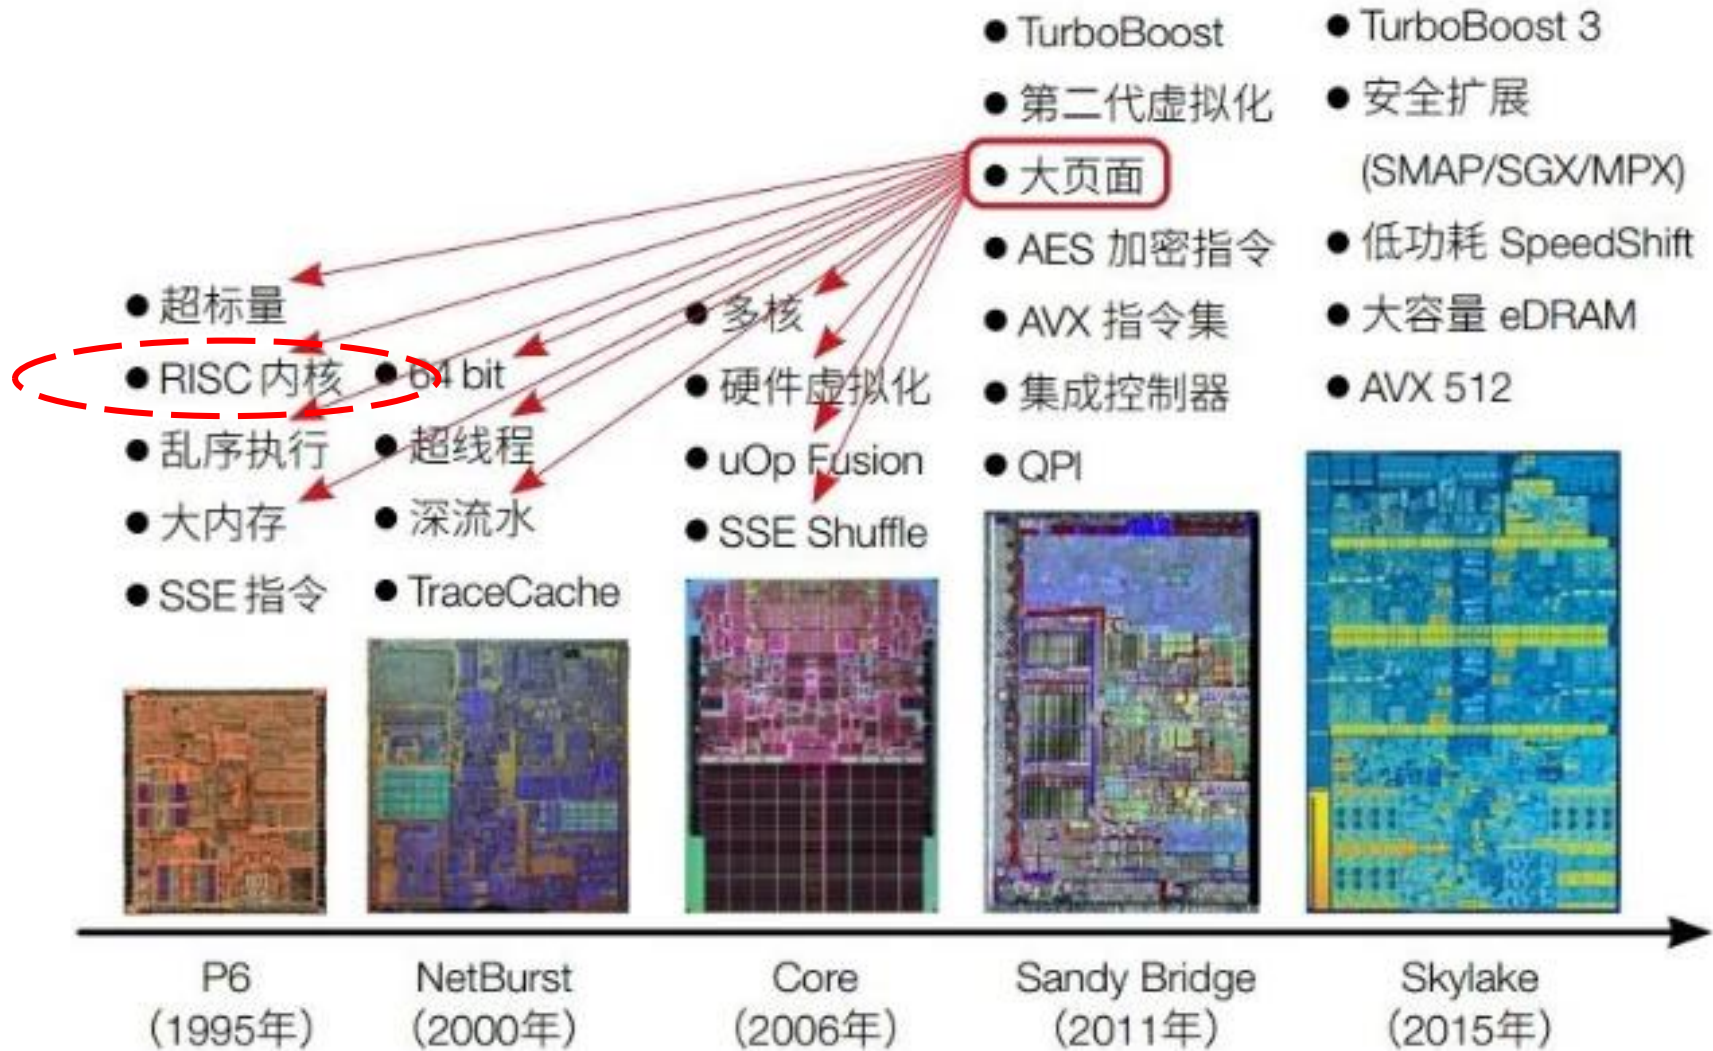 超标量
RISC 内核
乱序执行
大内存
SSE 指令
64 bit
超线程
深流水
TraceCache
多核
硬件虚拟化
uOp Fusion
SSE Shuffle
TurboBoost
第二代虚拟化
大页面
AES 加密指令
AVX 指令集
集成控制器
QPI
TurboBoost 3
安全扩展
(SMAP/SGX/MPX)
低功耗 SpeedShift
大容量 eDRAM
AVX 512
P6
(1995年)
NetBurst
(2000年)
Core
(2006年)
Sandy Bridge
(2011年)
Skylake
(2015年)